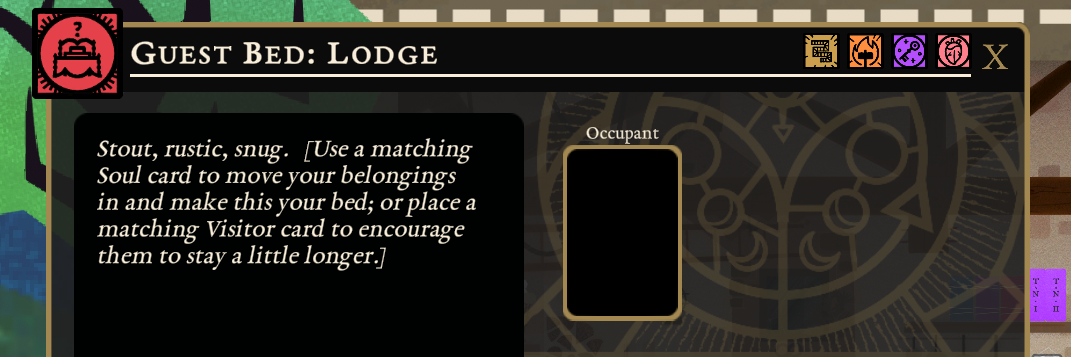 ?
Guest Bed: Lodge
X
Stout, rustic, snug. [Use a matching
Soul card to move your belongings
in and make this your bed; or place a
matching Visitor card to encourage
them to stay a little longer.]
Occupant
T·N·I
T·N·II